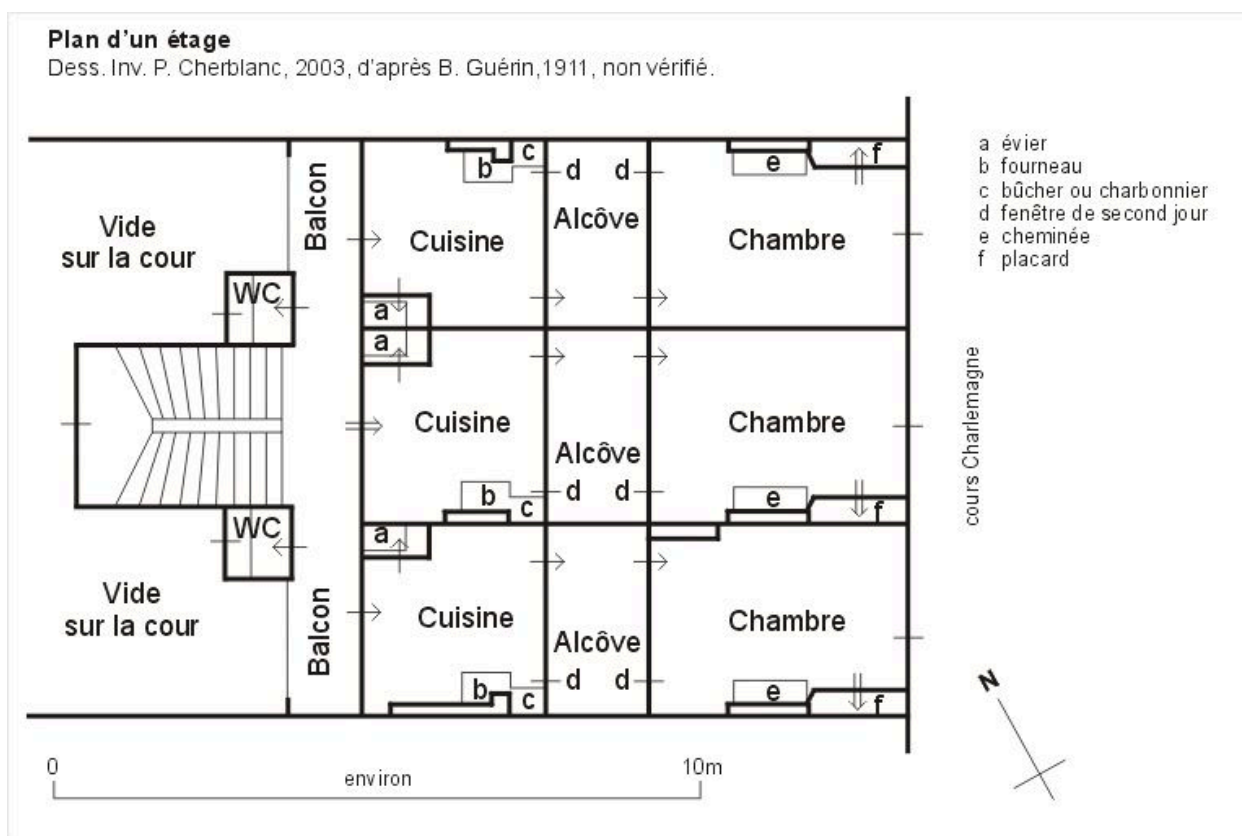 Plan d'un étage
Dess. Inv. P. Cherblanc, 2003, d'après B. Guérin,1911, non vérifié.
a évier
b fourneau
c bûcher ou charbonnier
d fenêtre de second jour
e cheminée
f placard
Vide
sur la cour
WC
Balcon
Cuisine
a
b
c
d
d
Alcôve
Chambre
e
f
a
Cuisine
b
c
Alcôve
d
d
Chambre
e
f
cours Charlemagne
WC
Vide
sur la cour
Balcon
a
Cuisine
b
c
Alcôve
d
d
Chambre
e
f
N
0
environ
10m